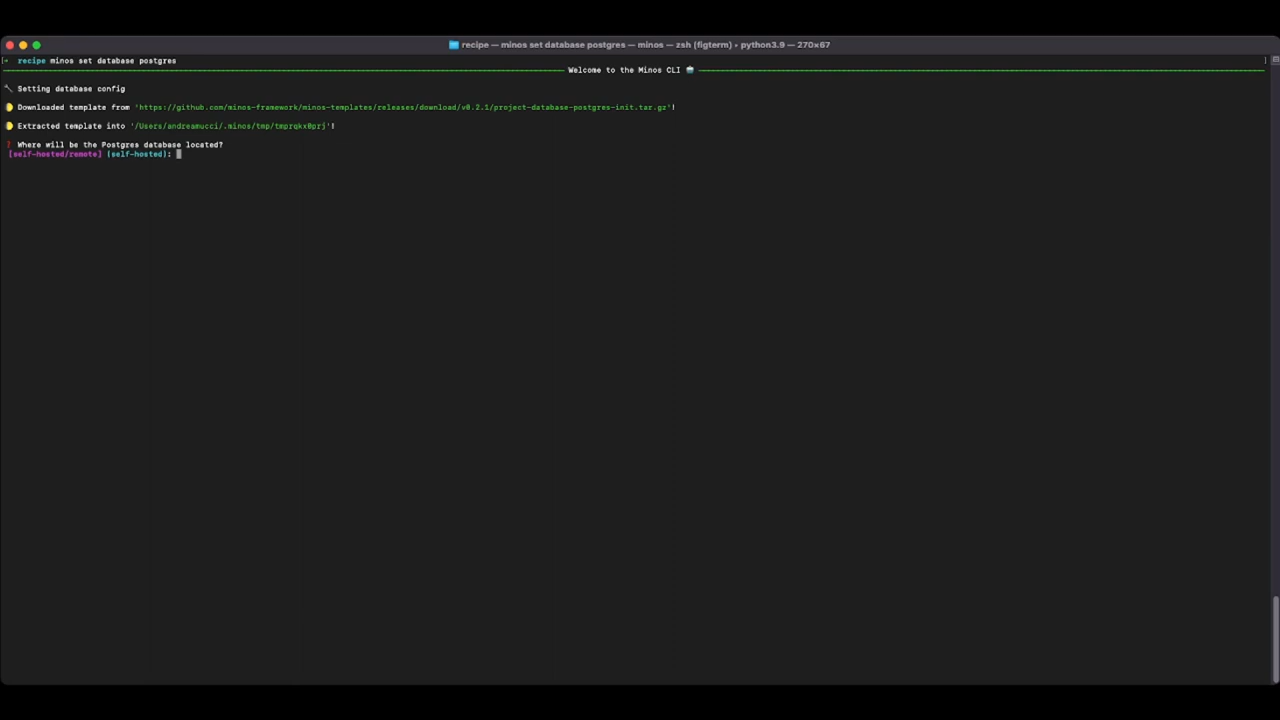 recipe — minos set database postgres — minos — zsh (figterm) • python3.9 — 270×67
recipe minos set database postgres
Welcome to the Minos CLI
Setting database config
Downloaded template from 'https://github.com/minos-framework/minos-templates/releases/download/v0.2.1/project-database-postgres-init.tar.gz'!
Extracted template into '/Users/andreamucci/.minos/tmp/tmprqkx0prj'!
Where will be the Postgres database located?
[self-hosted/remote] (self-hosted):